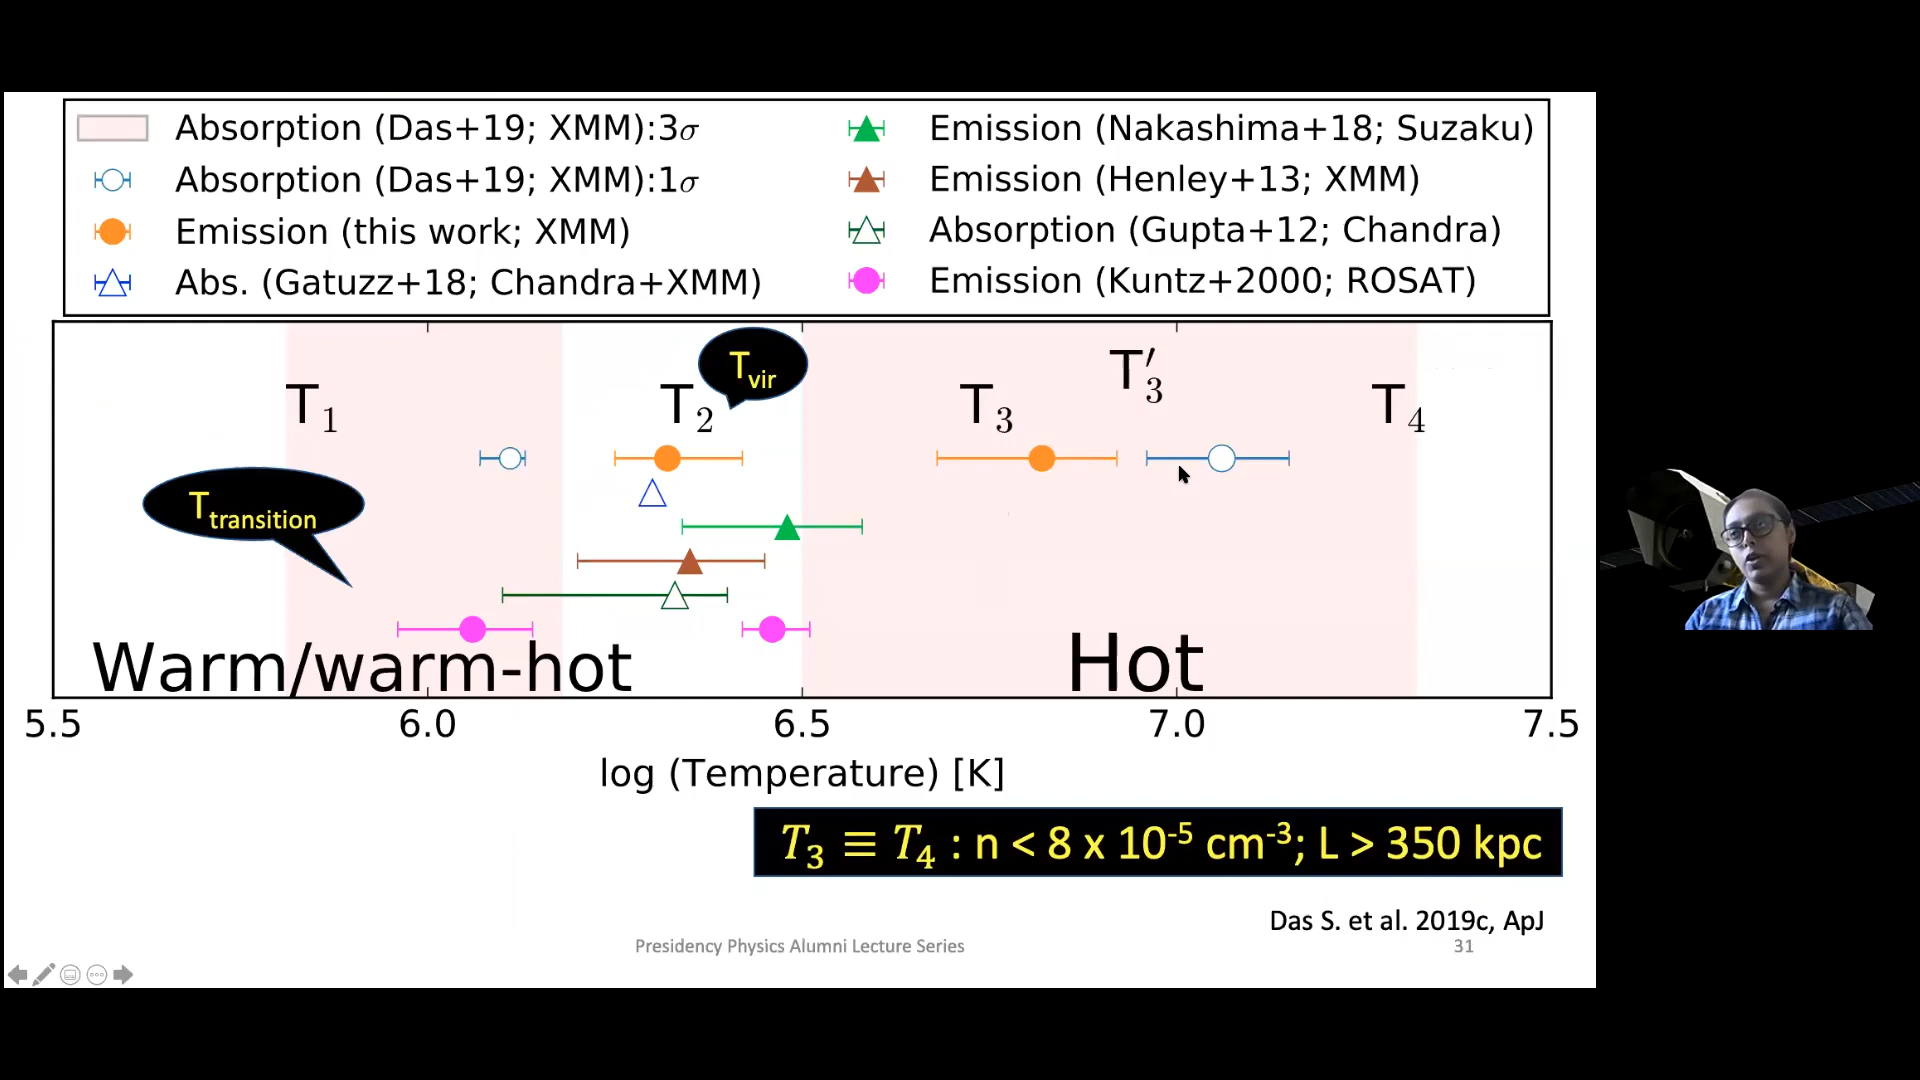 Absorption (Das+19; XMM):3σ
Absorption (Das+19; XMM):1σ
Emission (this work; XMM)
Abs. (Gatuzz+18; Chandra+XMM)
Emission (Nakashima+18; Suzaku)
Emission (Henley+13; XMM)
Absorption (Gupta+12; Chandra)
Emission (Kuntz+2000; ROSAT)
T₁
T₂
Tvir
T₃
T′₃
T₄
Ttransition
Warm/warm-hot
Hot
5.5 6.0 6.5 7.0 7.5
log (Temperature) [K]
T₃ ≡ T₄ : n < 8 x 10⁻⁵ cm⁻³; L > 350 kpc
Das S. et al. 2019c, ApJ
Presidency Physics Alumni Lecture Series 31